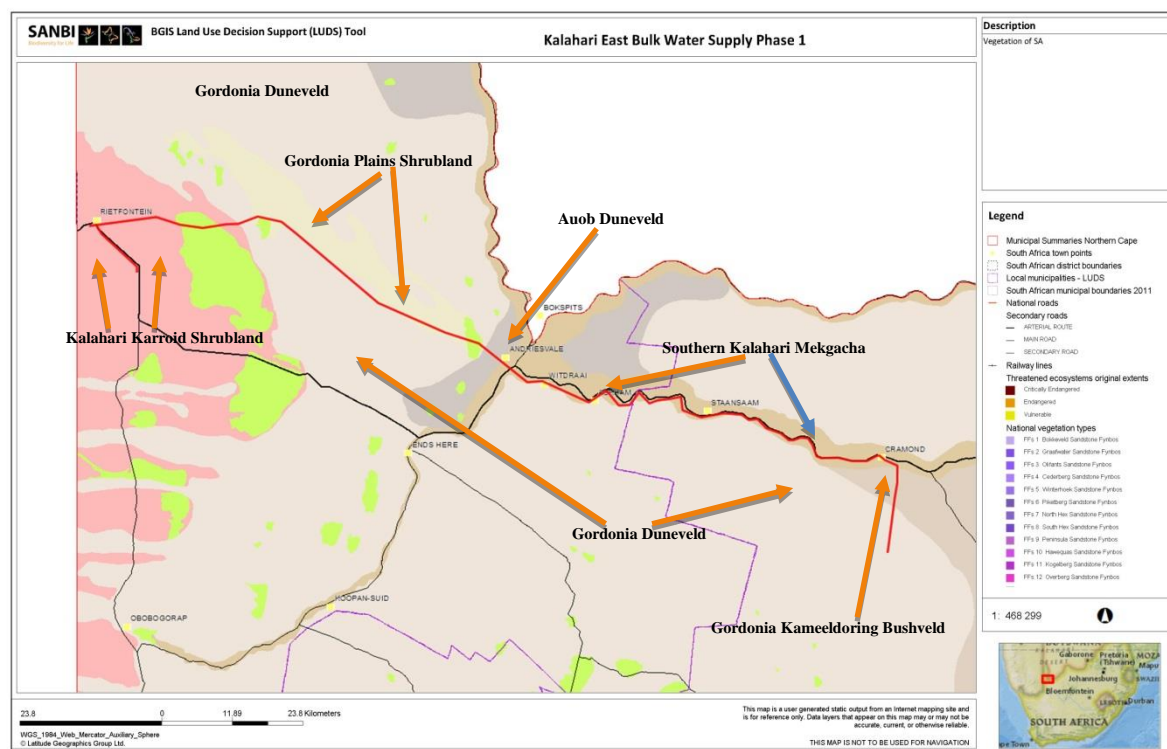 SANBI
Biodiversity for Life
BGIS Land Use Decision Support (LUDS) Tool
Kalahari East Bulk Water Supply Phase 1
Description
Vegetation of SA
Gordonia Duneveld
Gordonia Plains Shrubland
Auob Duneveld
RIETFONTEIN
Kalahari Karroid Shrubland
BOKSPITS
ANDRIESVALE
Southern Kalahari Mekgacha
WITDRAAI
STAANSAAM
ENDS HERE
CRAMOND
Gordonia Duneveld
HOOPAN-SUID
OBOBOGORAP
Gordonia Kameeldoring Bushveld
Legend
Municipal Summaries Northern Cape
South Africa town points
South African district boundaries
Local municipalities - LUDS
South African municipal boundaries 2011
National roads
Secondary roads
ARTERIAL ROUTE
MAIN ROAD
SECONDARY ROAD
Railway lines
Threatened ecosystems original extents
Critically Endangered
Endangered
Vulnerable
National vegetation types
FFs 1 Bokkeveld Sandstone Fynbos
FFs 2 Graafwater Sandstone Fynbos
FFs 3 Olifants Sandstone Fynbos
FFs 4 Cederberg Sandstone Fynbos
FFs 5 Winterhoek Sandstone Fynbos
FFs 6 Piketberg Sandstone Fynbos
FFs 7 North Hex Sandstone Fynbos
FFs 8 South Hex Sandstone Fynbos
FFs 9 Peninsula Sandstone Fynbos
FFs 10 Hawequas Sandstone Fynbos
FFs 11 Kogelberg Sandstone Fynbos
FFs 12 Overberg Sandstone Fynbos
1: 468 299
Gaborone
Pretoria
(Tshwane)
MOZA
Mapu
Johannesburg
SWAZIL
Bloemfontein
LESOTHO
Durban
SOUTH AFRICA
pe Town
23.8 0 11.89 23.8 Kilometers
WGS_1984_Web_Mercator_Auxiliary_Sphere
© Latitude Geographics Group Ltd.
This map is a user generated static output from an Internet mapping site and
is for reference only. Data layers that appear on this map may or may not be
accurate, current, or otherwise reliable.
THIS MAP IS NOT TO BE USED FOR NAVIGATION